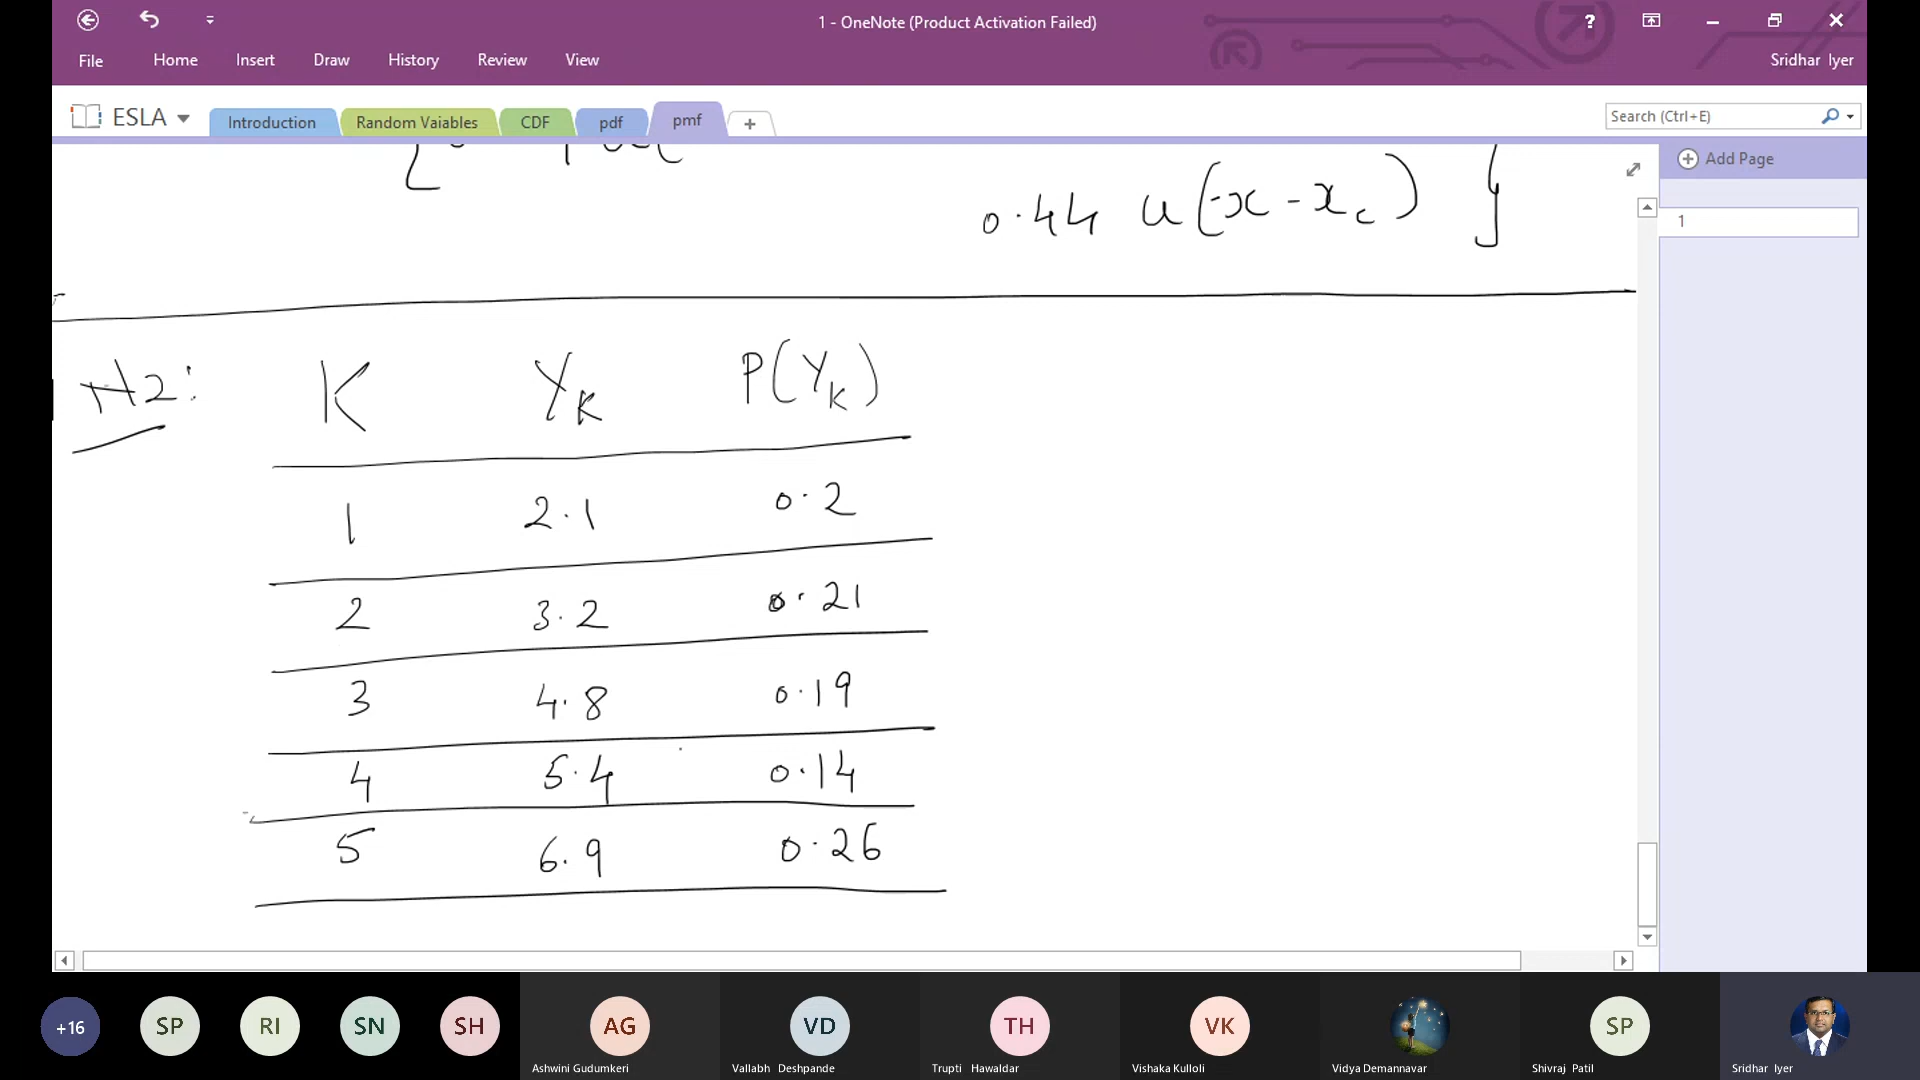 1 - OneNote (Product Activation Failed)
?
File Home Insert Draw History Review View
Sridhar Iyer
ESLA Introduction Random Vaiables CDF pdf pmf +
Search (Ctrl+E)
Add Page
1
0.44 u(x - x c) }
H2: K Yk P(Yk)
1 2.1 0.2
2 3.2 0.21
3 4.8 0.19
4 5.4 0.14
5 6.9 0.26
+16 SP RI SN SH AG VD TH VK SP
Ashwini Gudumkeri Vallabh Deshpande Trupti Hawaldar Vishaka Kulloli Vidya Demannavar Shivraj Patil Sridhar Iyer